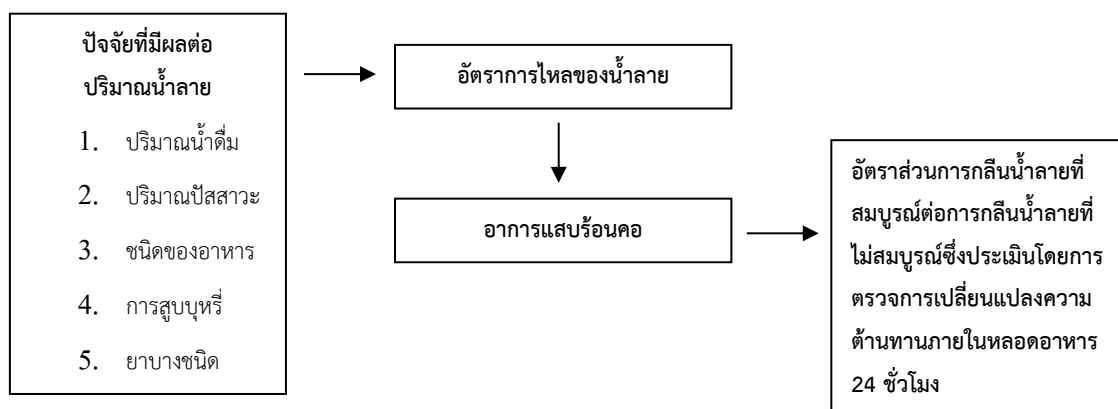 ปัจจัยที่มีผลต่อ
ปริมาณน้ำลาย
1. ปริมาณน้ำดื่ม
2. ปริมาณปัสสาวะ
3. ชนิดของอาหาร
4. การสูบบุหรี่
5. ยาบางชนิด
อัตราการไหลของน้ำลาย
อาการแสบร้อนคอ
อัตราส่วนการกลืนน้ำลายที่
สมบูรณ์ต่อการกลืนน้ำลายที่
ไม่สมบูรณ์ซึ่งประเมินโดยการ
ตรวจการเปลี่ยนแปลงความ
ต้านทานภายในหลอดอาหาร
24 ชั่วโมง